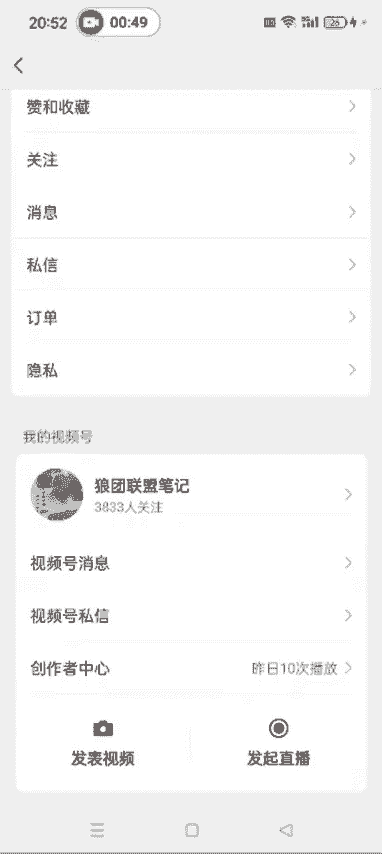 20:52
00:49
26
赞和收藏
关注
消息
私信
订单
隐私
我的视频号
狼团联盟笔记
3833人关注
视频号消息
视频号私信
创作者中心
昨日10次播放
发表视频
发起直播